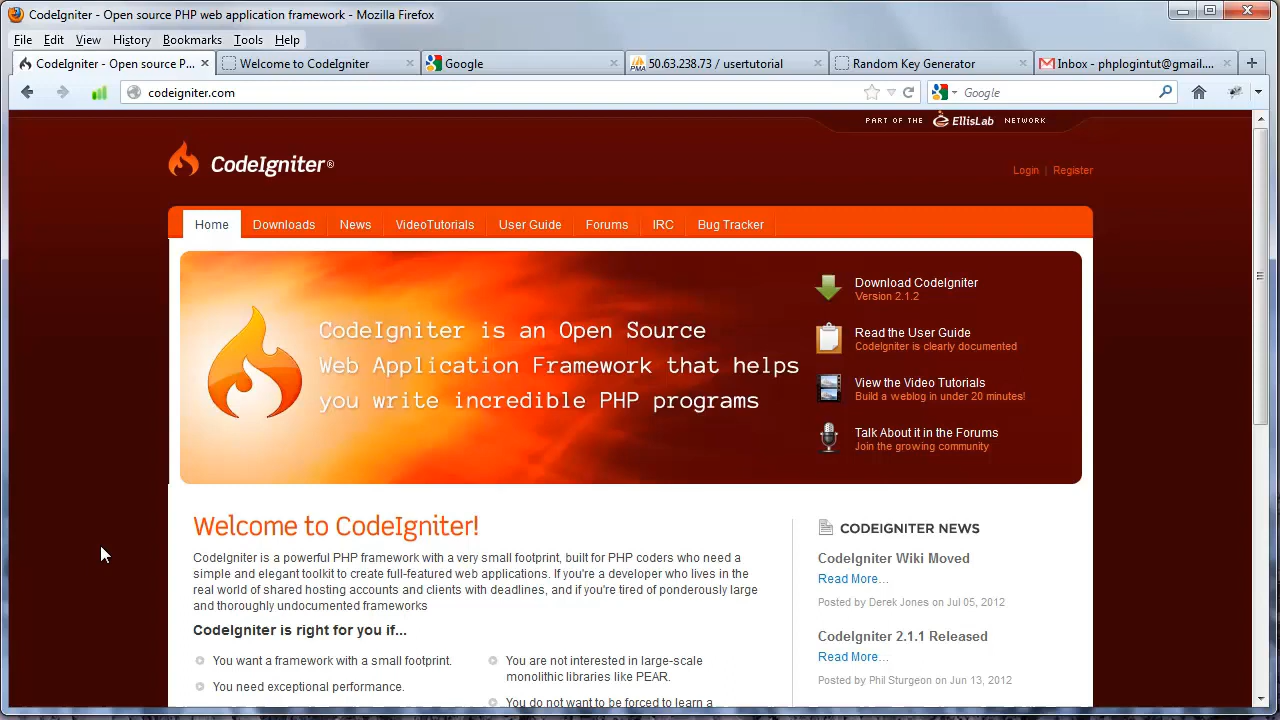 CodeIgniter - Open source PHP web application framework - Mozilla Firefox
File Edit View History Bookmarks Tools Help
CodeIgniter - Open source P... Welcome to CodeIgniter Google 50.63.238.73 / usertutorial Random Key Generator Inbox - phplogintut@gmail....
codeigniter.com Google
PART OF THE EllisLab NETWORK
CodeIgniter®
Login | Register
Home Downloads News VideoTutorials User Guide Forums IRC Bug Tracker
CodeIgniter is an Open Source
Web Application Framework that helps
you write incredible PHP programs
Download CodeIgniter
Version 2.1.2
Read the User Guide
CodeIgniter is clearly documented
View the Video Tutorials
Build a weblog in under 20 minutes!
Talk About it in the Forums
Join the growing community
Welcome to CodeIgniter!
CodeIgniter is a powerful PHP framework with a very small footprint, built for PHP coders who need a
simple and elegant toolkit to create full-featured web applications. If you're a developer who lives in the
real world of shared hosting accounts and clients with deadlines, and if you're tired of ponderously large
and thoroughly undocumented frameworks
CodeIgniter is right for you if...
You want a framework with a small footprint.
You need exceptional performance.
You are not interested in large-scale
monolithic libraries like PEAR.
You do not want to be forced to learn a
CODEIGNITER NEWS
CodeIgniter Wiki Moved
Read More...
Posted by Derek Jones on Jul 05, 2012
CodeIgniter 2.1.1 Released
Read More...
Posted by Phil Sturgeon on Jun 13, 2012